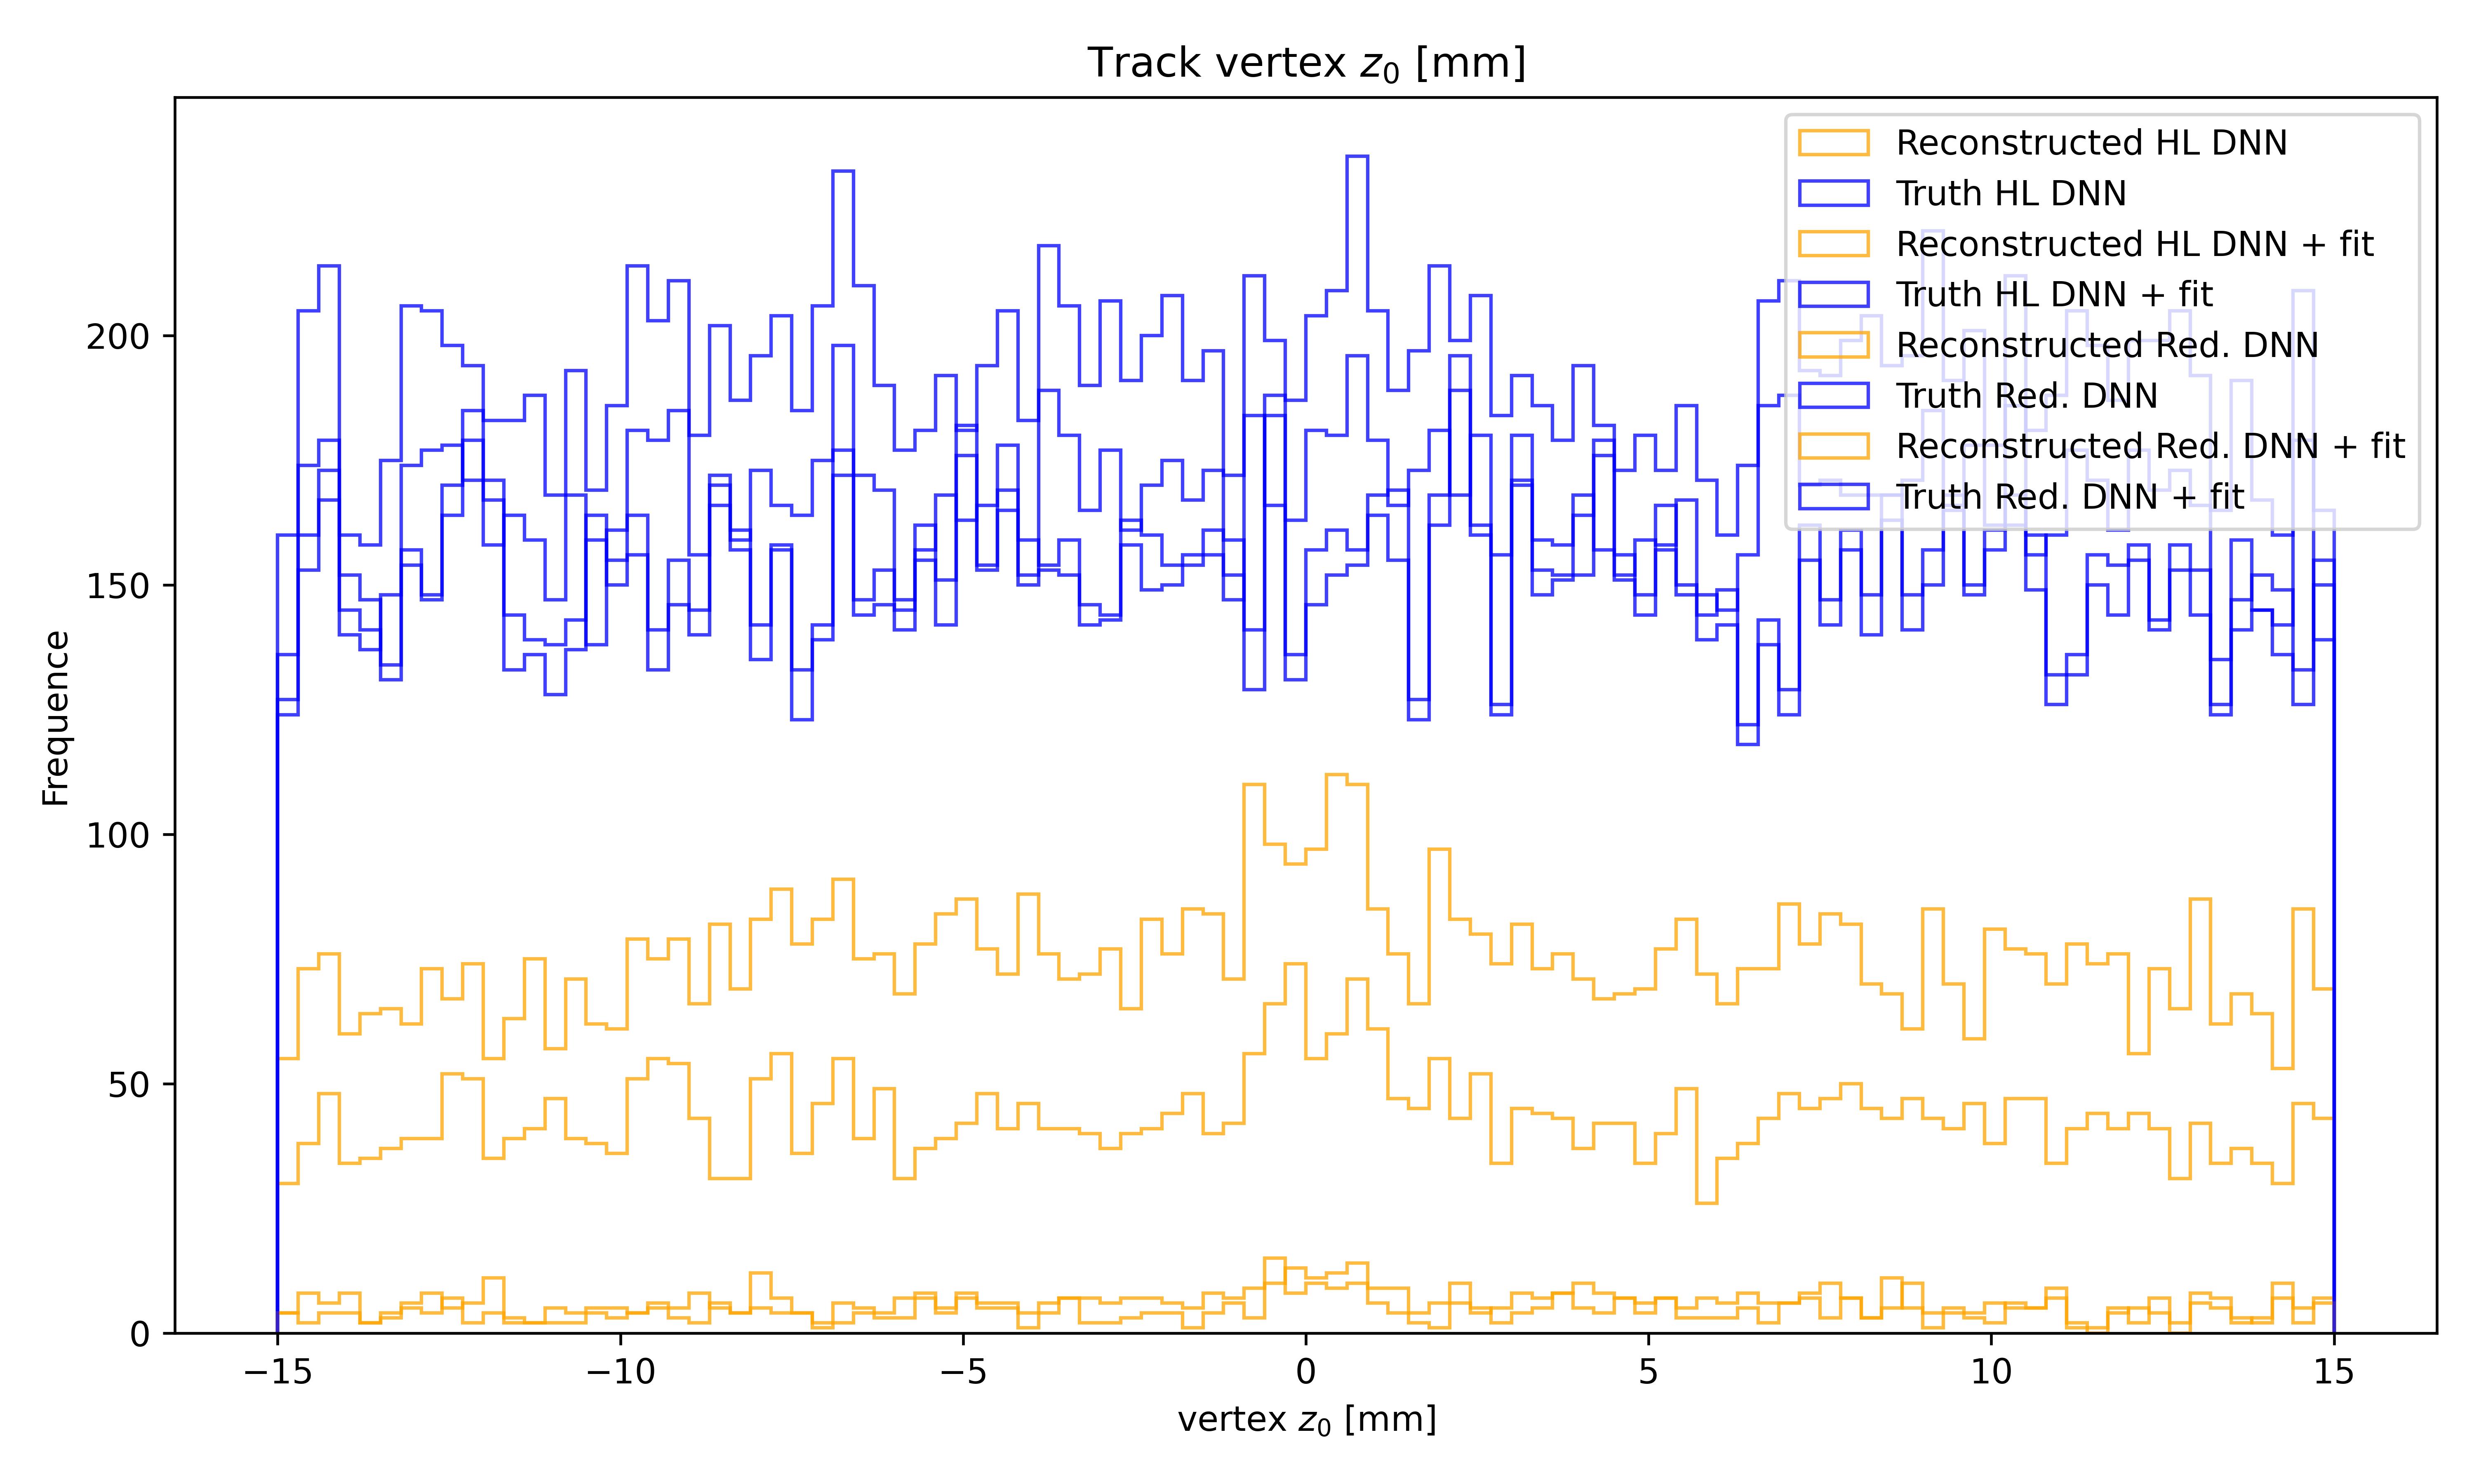 Track vertex z₀ [mm]
Reconstructed HL DNN
Truth HL DNN
Reconstructed HL DNN + fit
Truth HL DNN + fit
Reconstructed Red. DNN
Truth Red. DNN
Reconstructed Red. DNN + fit
Truth Red. DNN + fit
Frequence
200
150
100
50
0
−15 −10 −5 0 5 10 15
vertex z₀ [mm]